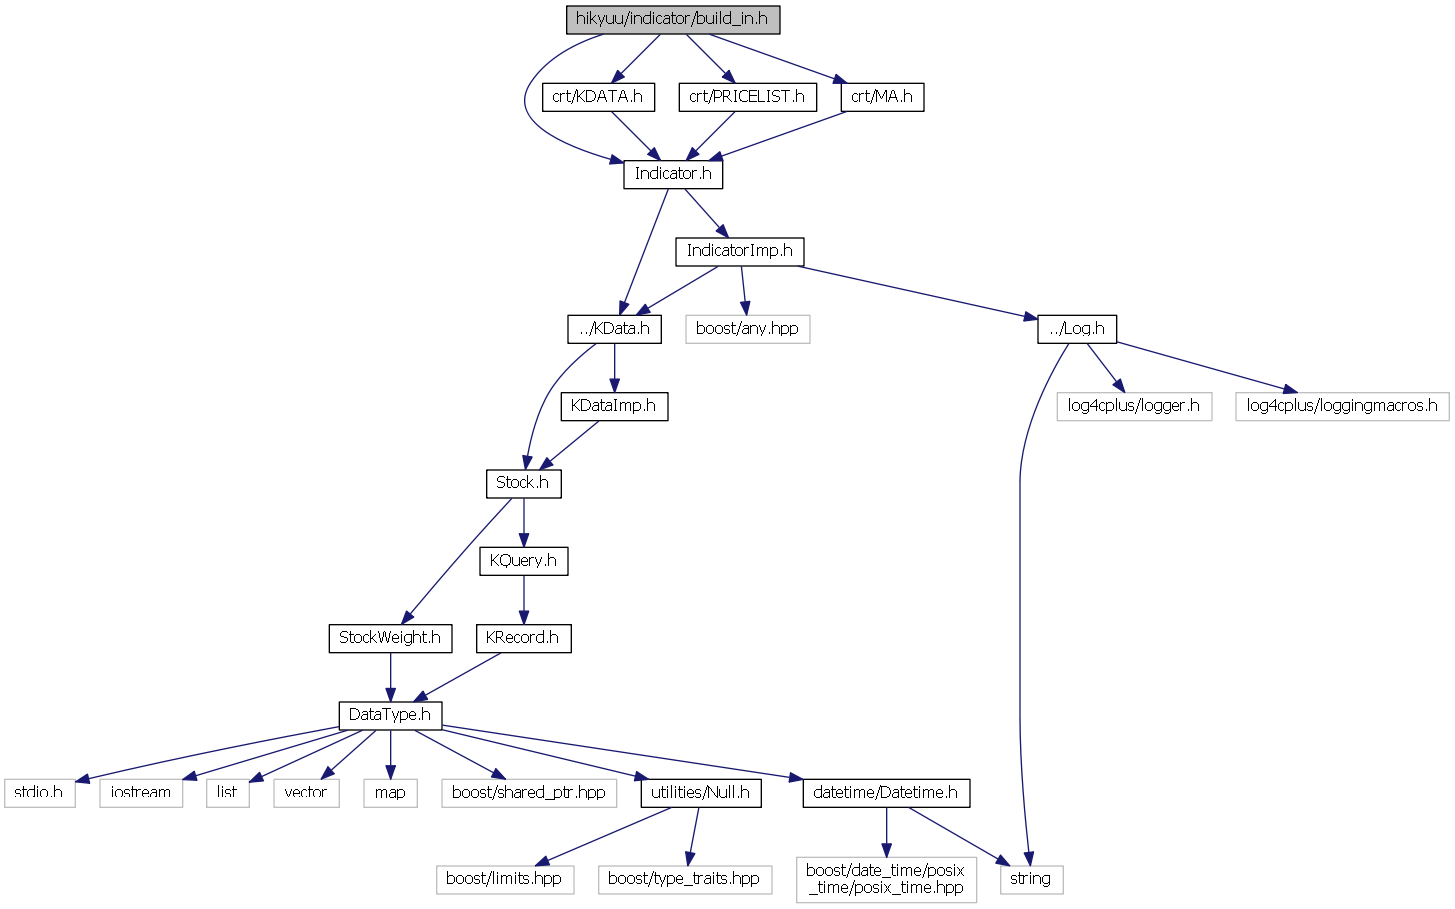 hikyuu/indicator/build_in.h
crt/KDATA.h
crt/PRICELIST.h
crt/MA.h
Indicator.h
IndicatorImp.h
../KData.h
boost/any.hpp
../Log.h
KDataImp.h
log4cplus/logger.h
log4cplus/loggingmacros.h
Stock.h
KQuery.h
StockWeight.h
KRecord.h
DataType.h
stdio.h
iostream
list
vector
map
boost/shared_ptr.hpp
utilities/Null.h
datetime/Datetime.h
boost/limits.hpp
boost/type_traits.hpp
boost/date_time/posix
_time/posix_time.hpp
string